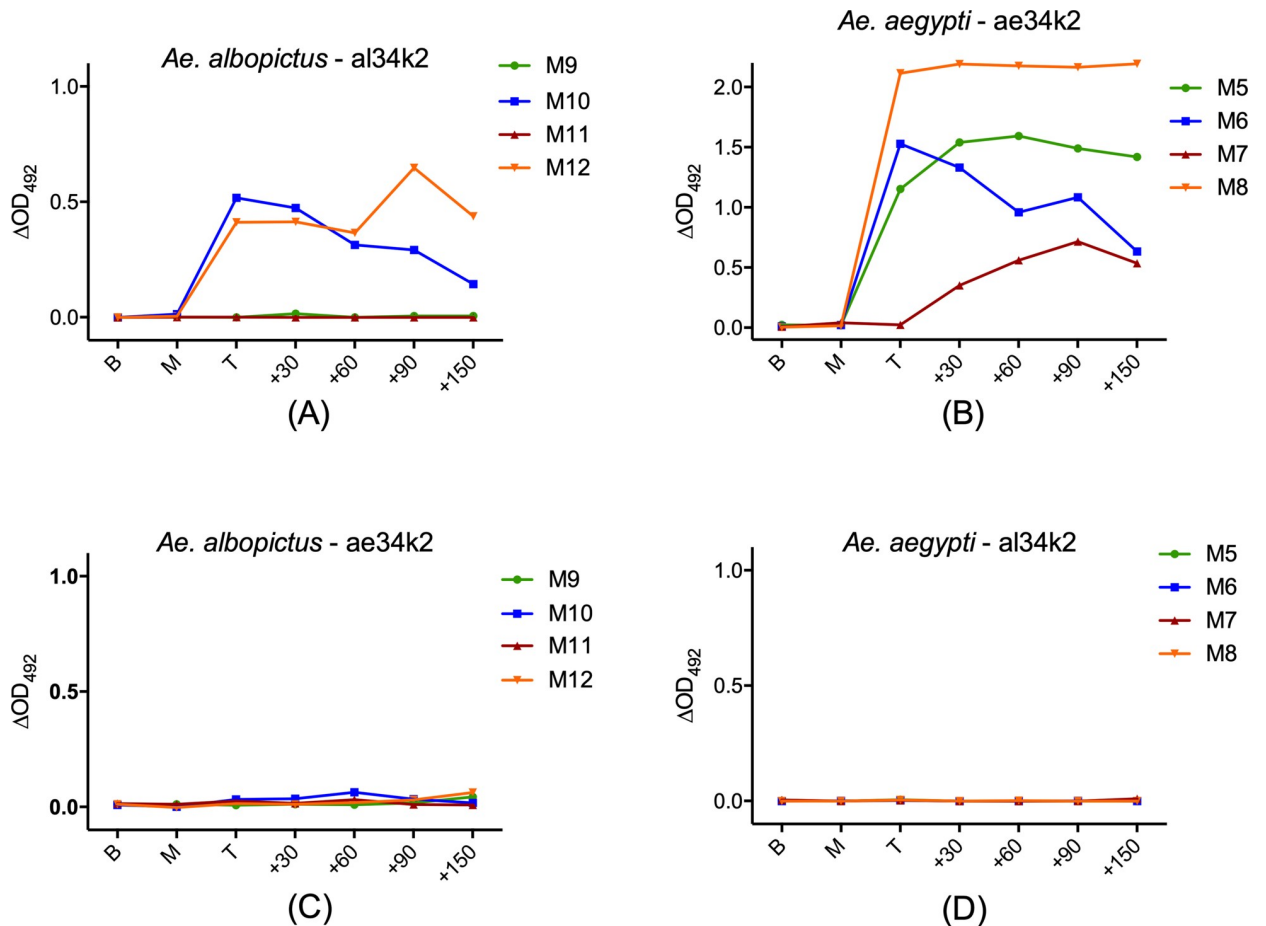 Ae. albopictus - al34k2
ΔOD492
1.0
0.5
0.0
B
M
T
+30
+60
+90
+150
M9
M10
M11
M12
(A)
Ae. aegypti - ae34k2
ΔOD492
2.0
1.5
1.0
0.5
0.0
B
M
T
+30
+60
+90
+150
M5
M6
M7
M8
(B)
Ae. albopictus - ae34k2
ΔOD492
1.0
0.5
0.0
B
M
T
+30
+60
+90
+150
M9
M10
M11
M12
(C)
Ae. aegypti - al34k2
ΔOD492
1.0
0.5
0.0
B
M
T
+30
+60
+90
+150
M5
M6
M7
M8
(D)